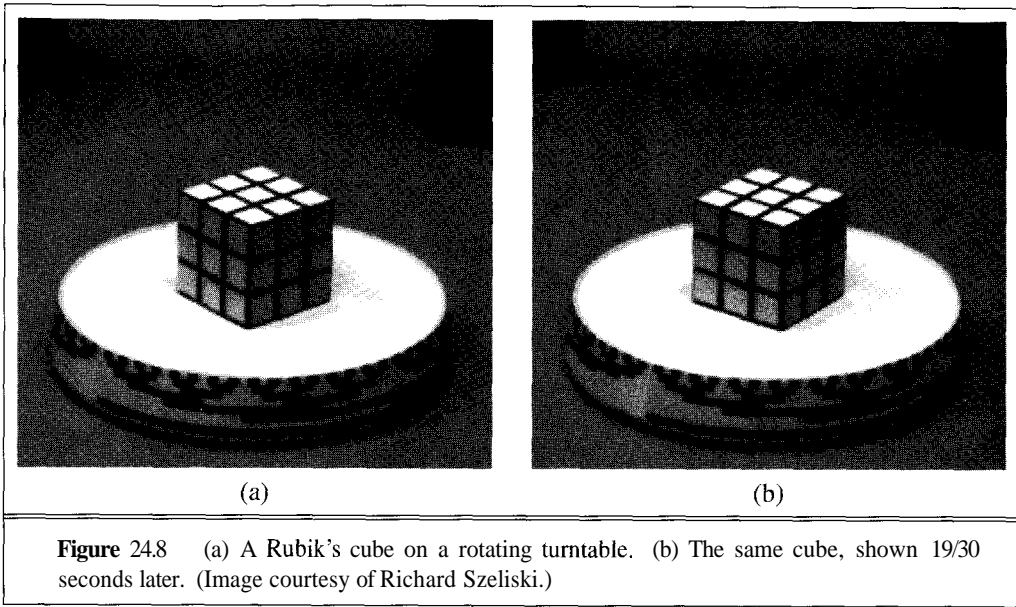 (a)
(b)
Figure 24.8 (a) A Rubik's cube on a rotating turntable. (b) The same cube, shown 19/30
seconds later. (Image courtesy of Richard Szeliski.)